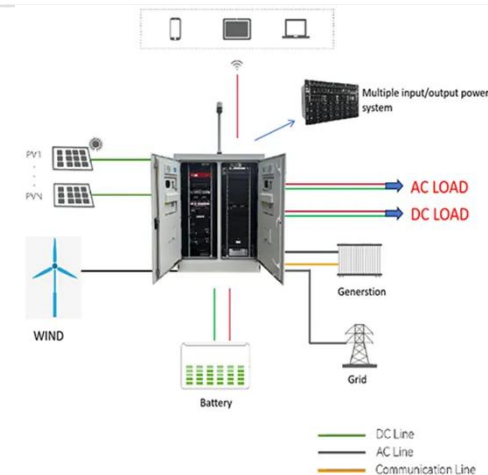 Multiple input/output power
system
PV1
PVN
AC LOAD
DC LOAD
WIND
Generstion
Battery
Grid
DC Line
AC Line
Communication Line